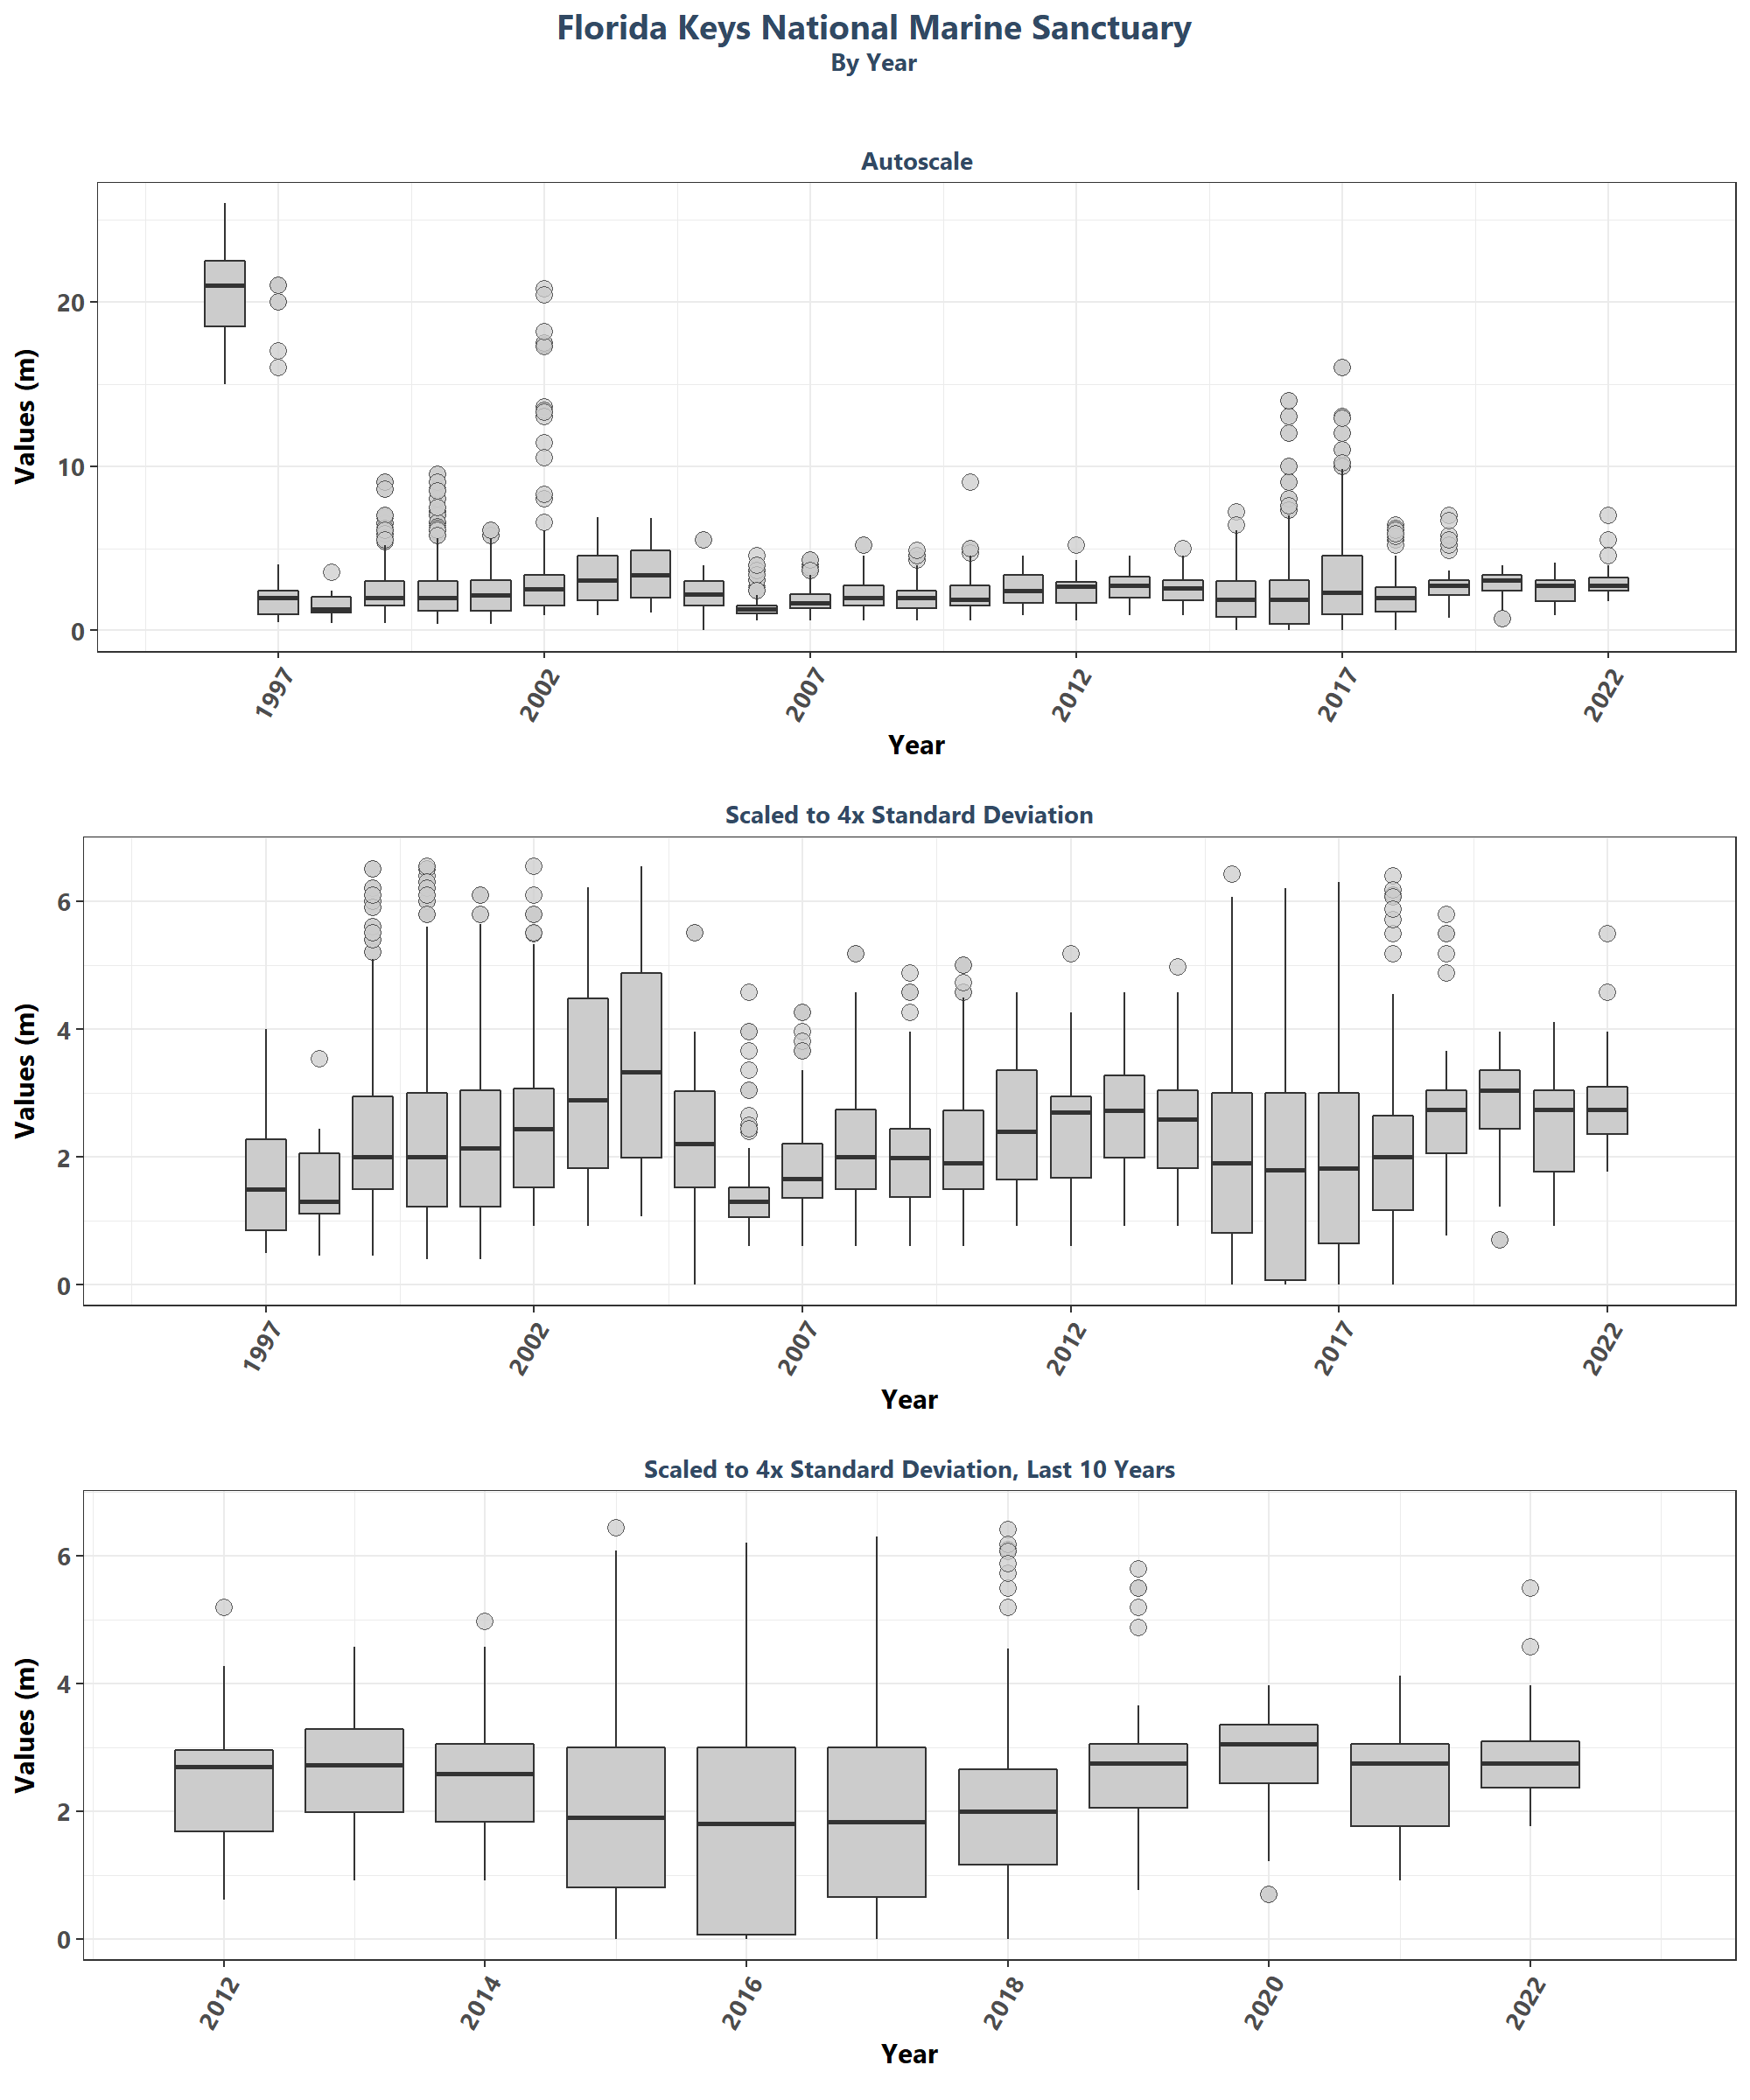 Florida Keys National Marine Sanctuary
By Year
Autoscale
Values (m)
20
10
0
1997 2002 2007 2012 2017 2022
Year
Scaled to 4x Standard Deviation
Values (m)
6
4
2
0
1997 2002 2007 2012 2017 2022
Year
Scaled to 4x Standard Deviation, Last 10 Years
Values (m)
6
4
2
0
2012 2014 2016 2018 2020 2022
Year